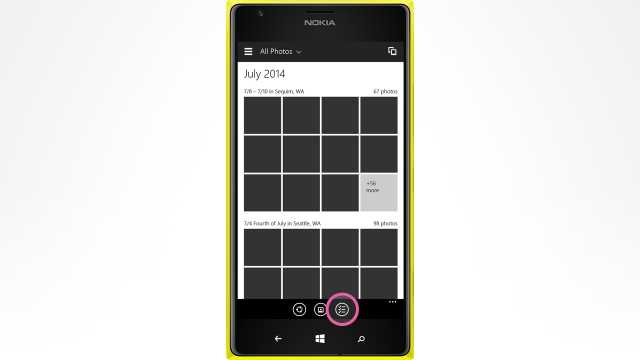 NOKIA
All Photos
July 2014
7/8 – 7/10 in Sequim, WA 67 photos
+56
more
7/4 Fourth of July in Seattle, WA 98 photos